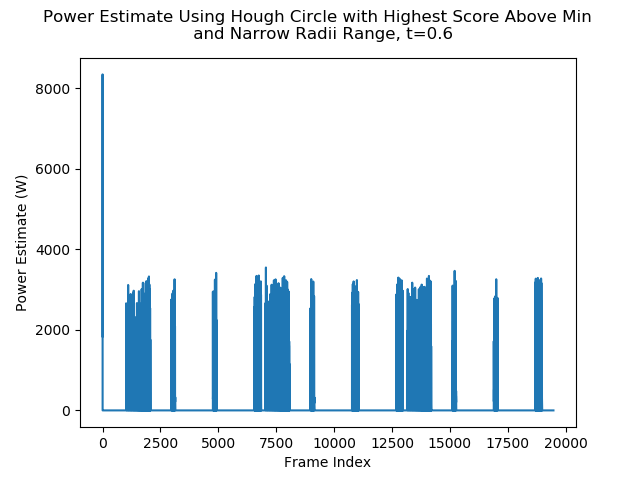 Power Estimate Using Hough Circle with Highest Score Above Min
and Narrow Radii Range, t=0.6
8000
6000
4000
2000
0
Power Estimate (W)
0 2500 5000 7500 10000 12500 15000 17500 20000
Frame Index